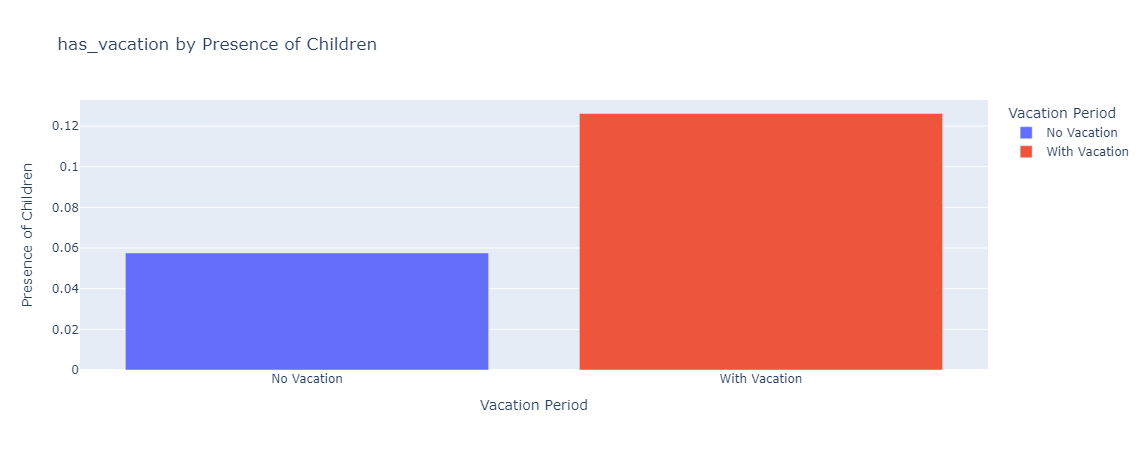 has_vacation by Presence of Children
Vacation Period
No Vacation
With Vacation
Presence of Children
0.12
0.1
0.08
0.06
0.04
0.02
0
No Vacation
With Vacation
Vacation Period